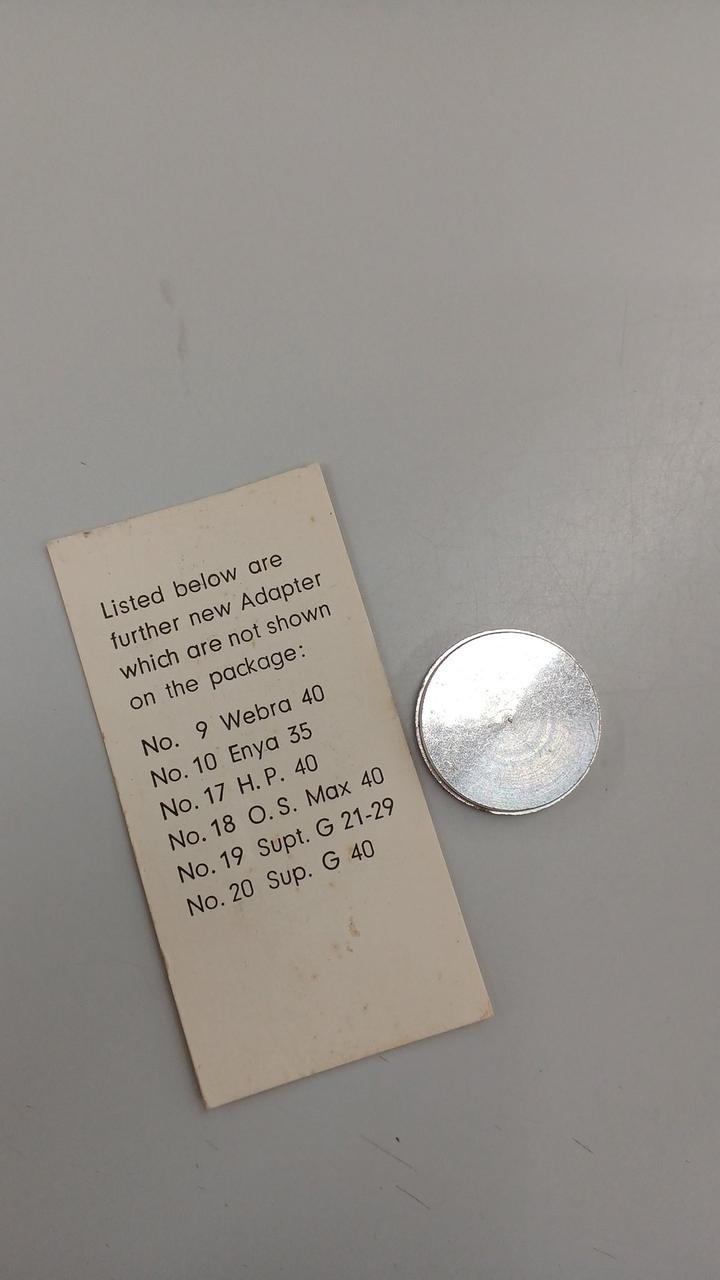 Listed below are
further new Adapter
which are not shown
on the package:
No. 9 Webra 40
No. 10 Enya 35
No. 17 H.P. 40
No. 18 O.S. Max 40
No. 19 Supt. G 21-29
No. 20 Sup. G 40